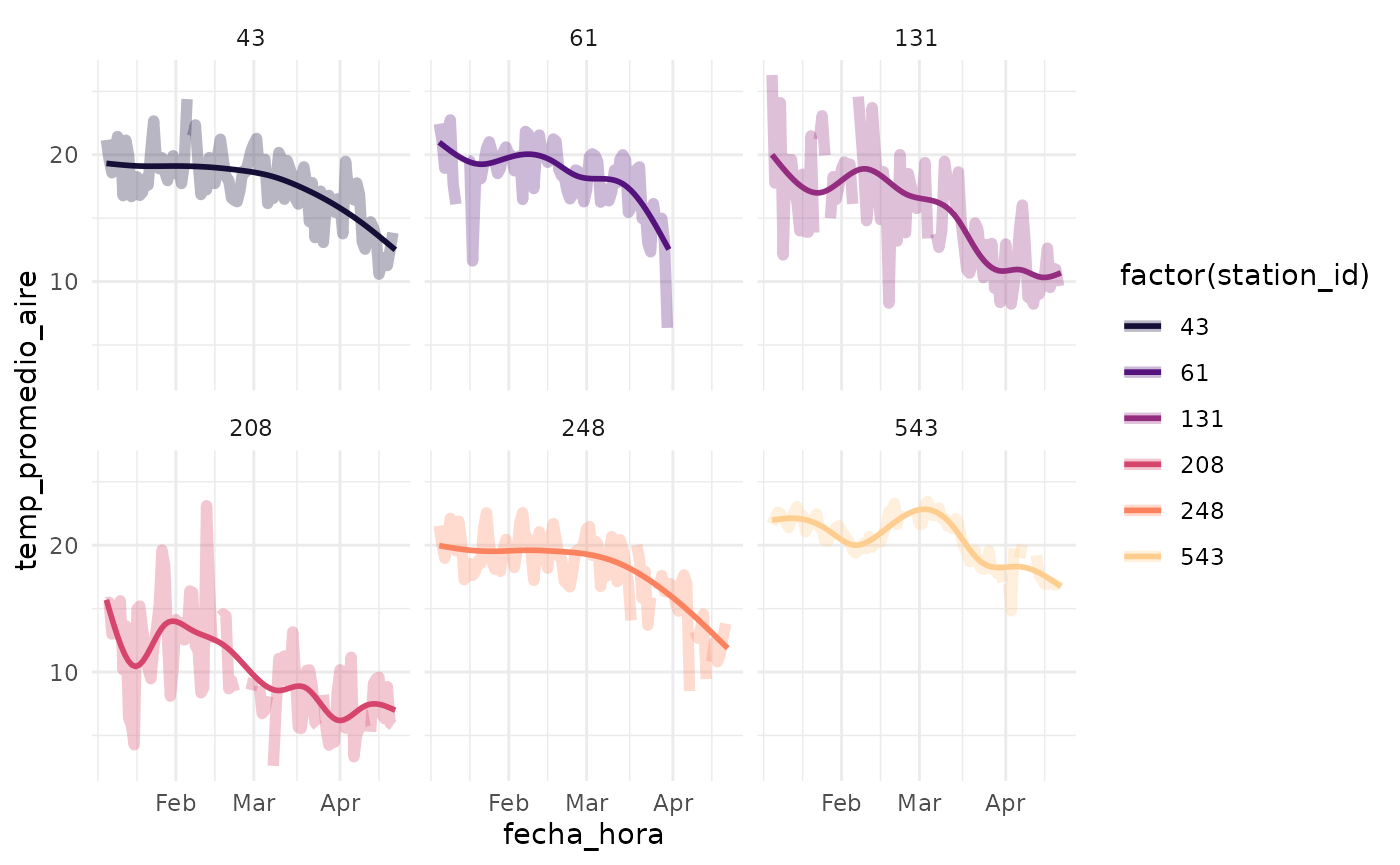 43 61 131
20
10
208 248 543
20
10
Feb Mar Apr Feb Mar Apr Feb Mar Apr
fecha_hora
temp_promedio_aire
factor(station_id)
43
61
131
208
248
543